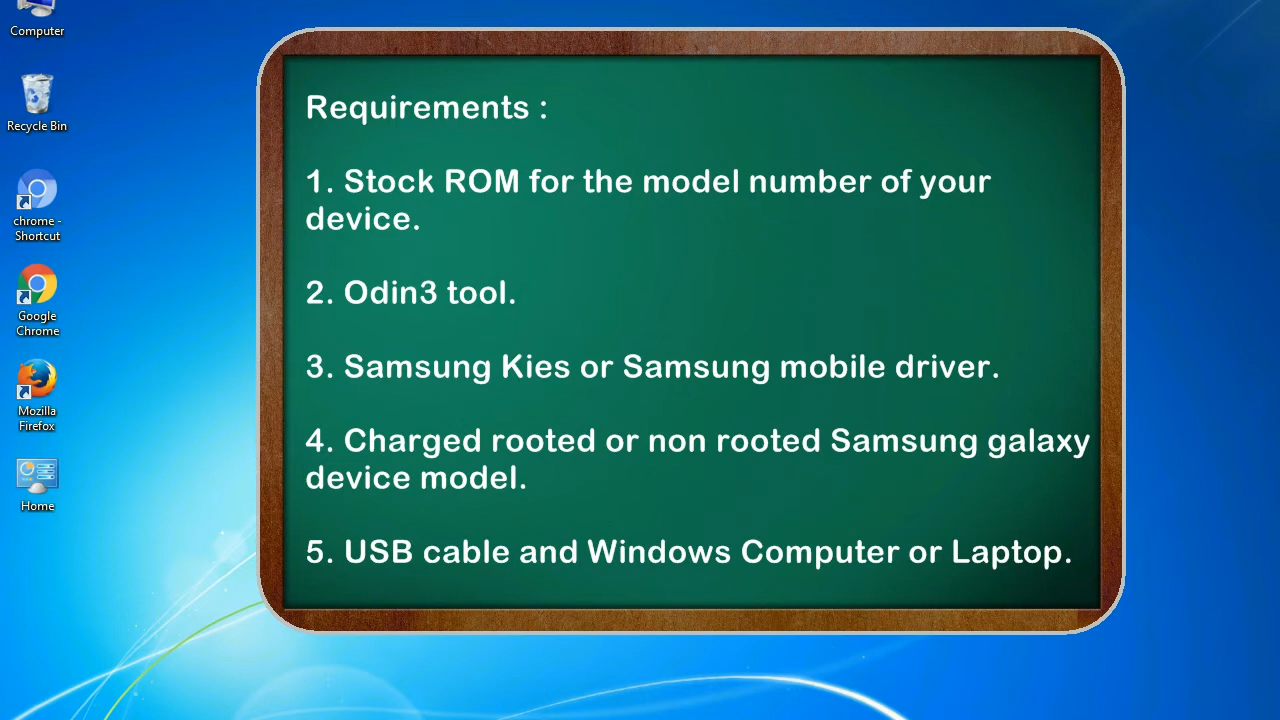 Computer
Recycle Bin
chrome -
Shortcut
Google
Chrome
Mozilla
Firefox
Home
Requirements :
1. Stock ROM for the model number of your
device.
2. Odin3 tool.
3. Samsung Kies or Samsung mobile driver.
4. Charged rooted or non rooted Samsung galaxy
device model.
5. USB cable and Windows Computer or Laptop.